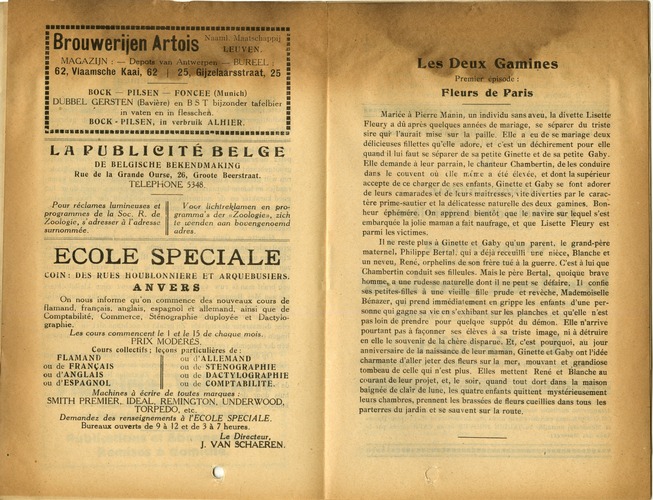 Brouwerijen Artois Naaml. Maatschappij
LEUVEN.
MAGAZIJN : — Depots van Antwerpen — BUREEL :
62, Vlaamsche Kaai, 62 | 25, Gijzelaarsstraat, 25
BOCK — PILSEN — FONCEE (Munich)
DUBBEL GERSTEN (Bavière) en B S T bijzonder tafelbier
in vaten en in flesschen.
BOCK - PILSEN, in verbruik ALHIER.
LA PUBLICITÉ BELGE
DE BELGISCHE BEKENDMAKING
Rue de la Grande Ourse, 26, Groote Beerstraat.
TELEPHONE 5348.
Pour réclames lumineuses et
programmes de la Soc. R. de
Zoologie, s'adresser à l'adresse
surnommée.
Voor lichtreklamen en pro-
gramma's der «Zoologie», zich
te wenden aan bovengenoemd
adres.
ECOLE SPECIALE
COIN: DES RUES HOUBLONNIERE ET ARQUEBUSIERS.
ANVERS
On nous informe qu'on commence des nouveaux cours de
flamand, français, anglais, espagnol et allemand, ainsi que de
Comptabilité, Commerce, Sténographie duployée et Dactylo-
graphie.
Les cours commencent le 1 et le 15 de chaque mois.
PRIX MODERÉS.
Cours collectifs; leçons particulières de :
FLAMAND
ou de FRANÇAIS
ou d'ANGLAIS
ou d'ESPAGNOL
ou d'ALLEMAND
ou de STENOGRAPHIE
ou de DACTYLOGRAPHIE
ou de COMPTABILITE.
Machines à écrire de toutes marques :
SMITH PREMIER, IDEAL, REMINGTON, UNDERWOOD,
TORPEDO, etc.
Demandez des renseignements à l'ECOLE SPECIALE.
Bureaux ouverts de 9 à 12 et de 3 à 7 heures.
Le Directeur,
J. VAN SCHAEREN.
Les Deux Gamines
Premier épisode :
Fleurs de Paris
Mariée à Pierre Manin, un individu sans aveu, la divette Lisette
Fleury a dû après quelques années de mariage, se séparer du triste
sire qui l'aurait mise sur la paille. Elle a eu de se mariage deux
délicieuses fillettes qu'elle adore, et c'est un déchirement pour elle
quand il lui faut se séparer de sa petite Ginette et de sa petite Gaby.
Elle demande à leur parrain, le chanteur Chambertin, de les conduire
dans le couvent où elle même a été élevée, et dont la supérieure
accepte de se charger de ses enfants. Ginette et Gaby se font adorer
de leurs camarades et de leurs maîtresses, vite diverties par le carac-
tère prime-sautier et la délicatesse naturelle des deux gamines. Bon-
heur éphémère. On apprend bientôt que le navire sur lequel s'est
embarquée la jolie maman a fait naufrage, et que Lisette Fleury est
parmi les victimes.
Il ne reste plus à Ginette et Gaby qu'un parent, le grand-père
maternel, Philippe Bertal, qui a déjà recueilli une nièce, Blanche et
un neveu, René, orphelins de son frère tué à la guerre. C'est à lui que
Chambertin conduit ses filleules. Mais le père Bertal, quoique brave
homme, a une rudesse naturelle dont il ne peut se défaire. Il confie
ses petites-filles à une vieille fille prude et revêche, Mademoiselle
Bénazer, qui prend immédiatement en grippe les enfants d'une per-
sonne qui gagne sa vie en s'exhibant sur les planches et qu'elle n'est
pas loin de prendre pour quelque suppôt du démon. Elle n'arrive
pourtant pas à façonner ses élèves à sa triste image, ni à détruire
en elle le souvenir de la chère disparue. Et, c'est pourquoi, au jour
anniversaire de la naissance de leur maman, Ginette et Gaby ont l'idée
charmante d'aller jeter des fleurs sur la mer, mouvant et grandiose
tombeau de celle qui n'est plus. Elles mettent René et Blanche au
courant de leur projet, et, le soir, quand tout dort dans la maison
baignée de clair de lune, les quatre enfants quittent mystérieusement
leurs chambres, prennent les brassées de fleurs cueillies dans tous les
parterres du jardin et se sauvent sur la route.